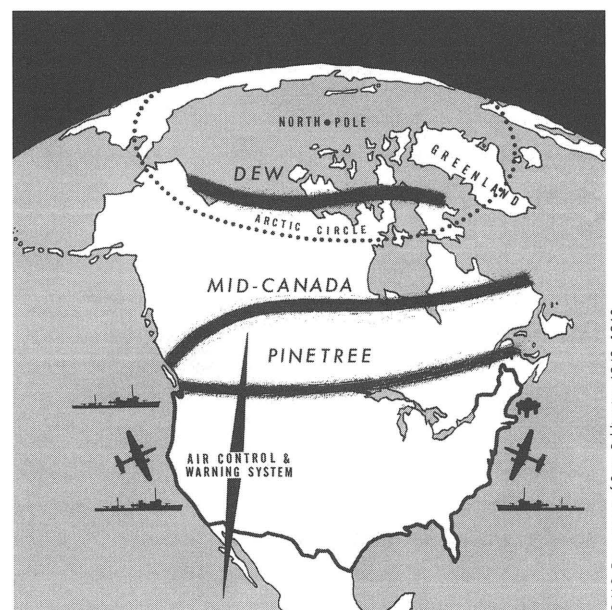 NORTH POLE
GREENLAND
DEW
ARCTIC CIRCLE
MID-CANADA
PINETREE
AIR CONTROL &
WARNING SYSTEM